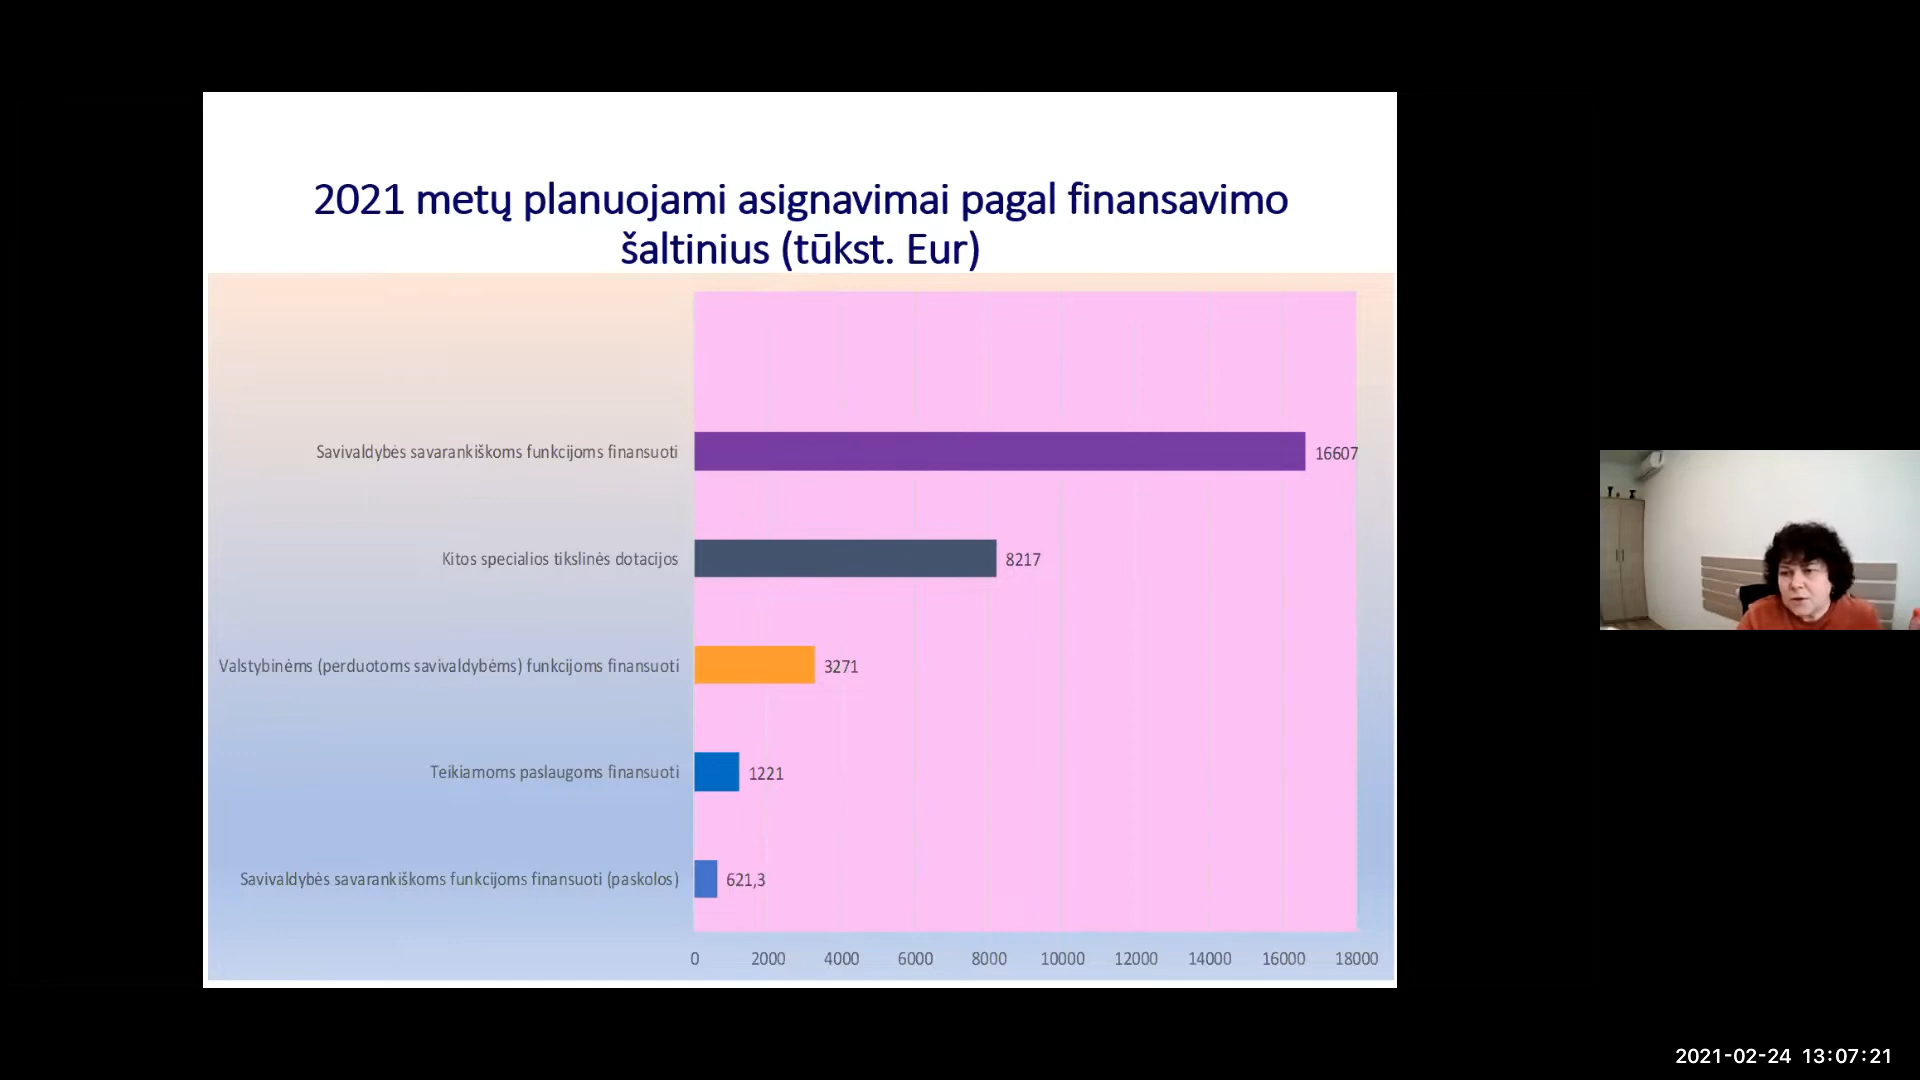 2021 metų planuojami asignavimai pagal finansavimo
šaltinius (tūkst. Eur)
Savivaldybės savarankiškoms funkcijoms finansuoti
16607
Kitos specialios tikslinės dotacijos
8217
Valstybinėms (perduotoms savivaldybėms) funkcijoms finansuoti
3271
Teikiamoms paslaugoms finansuoti
1221
Savivaldybės savarankiškoms funkcijoms finansuoti (paskolos)
621,3
0 2000 4000 6000 8000 10000 12000 14000 16000 18000
2021-02-24 13:07:21